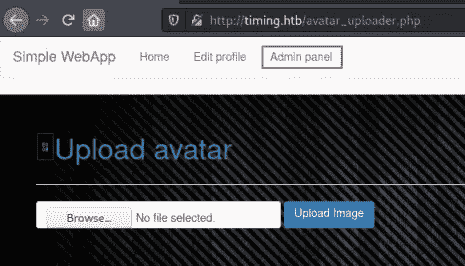 http://timing.htb/avatar_uploader.php
Simple WebApp Home Edit profile Admin panel
Upload avatar
Browse... No file selected. Upload Image